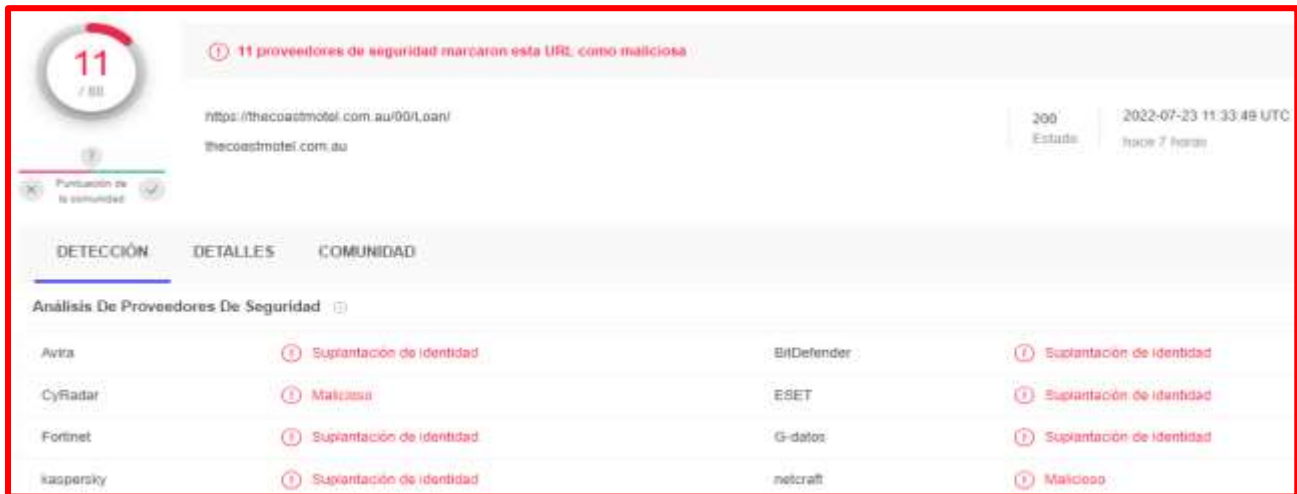 11
/ 88
11 proveedores de seguridad marcaron esta URL como maliciosa
https://thecoastmotel.com.au/00/Loan/
thecoastmotel.com.au
200
Estado
2022-07-23 11:33:49 UTC
hace 7 horas
?
Puntuación de
la comunidad
DETECCIÓN DETALLES COMUNIDAD
Análisis De Proveedores De Seguridad
Avira Suplantación de identidad BitDefender Suplantación de identidad
CyRadar Malicioso ESET Suplantación de identidad
Fortinet Suplantación de identidad G-datos Suplantación de identidad
kaspersky Suplantación de identidad netcraft Malicioso